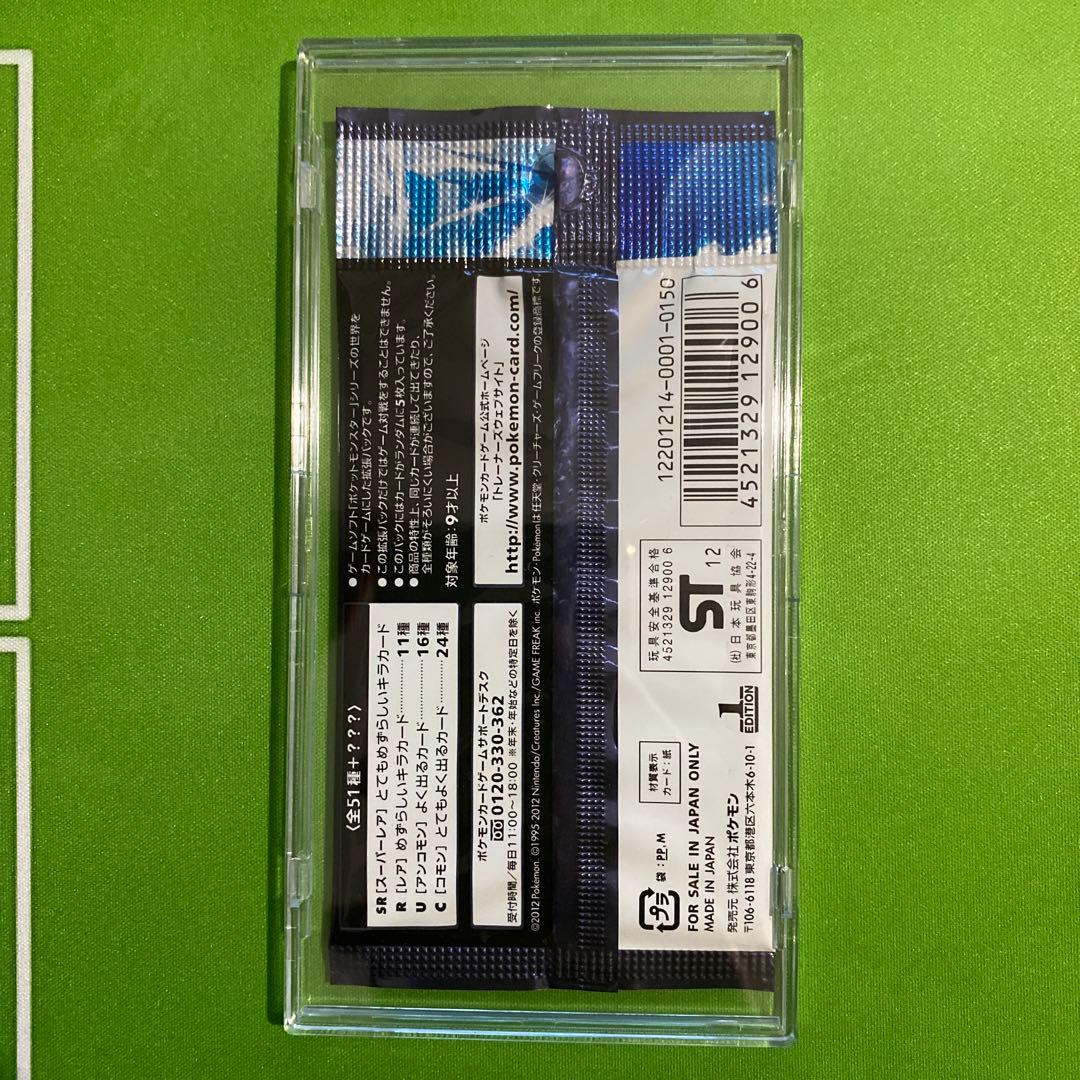 ●ゲームソフト「ポケットモンスター」シリーズの世界を
カードゲームにした拡張パックです。
●この拡張パックだけではゲーム対戦をすることはできません。
●このパックにはカードがランダムに5枚入っています。
●商品の特性上、同じカードが連続して出てきたり、
全種類がそろいにくい場合がございますので、ご了承ください。
対象年齢:9才以上
〈全51種+???〉
SR[スーパーレア]とてもめずらしいキラカード
R[レア]めずらしいキラカード………11種
U[アンコモン]よく出るカード………16種
C[コモン]とてもよく出るカード………24種
ポケモンカードゲーム公式ホームページ
「トレーナーズウェブサイト」
http://www.pokemon-card.com/
ポケモンカードゲームサポートデスク
0120-330-362
受付時間/毎日11:00~18:00 ※年末・年始などの特定日を除く
©2012 Pokémon. ©1995-2012 Nintendo/Creatures Inc./GAME FREAK inc. ポケモン・Pokémonは任天堂・クリーチャーズ・ゲームフリークの登録商標です
12201214-0001-0150
4521329129006
玩具安全基準合格
4521329 12900 6
ST 12
(社)日本玩具協会
東京都墨田区東駒形4-22-4
1
EDITION
材質表示
カード:紙
プラ
袋:PP,M
FOR SALE IN JAPAN ONLY
MADE IN JAPAN
発売元 株式会社ポケモン
〒106-6118 東京都港区六本木6-10-1